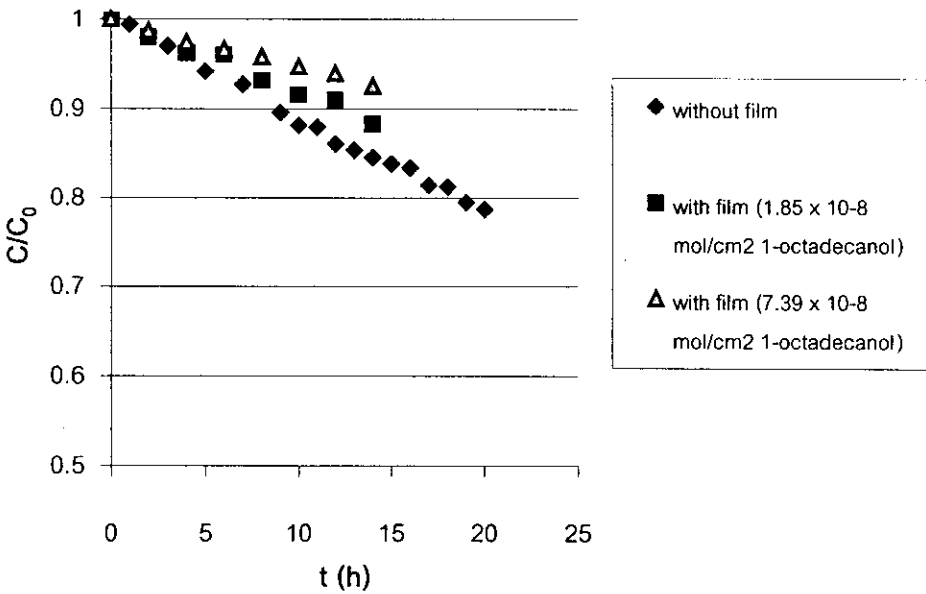 1
0.9
0.8
0.7
0.6
0.5
C/C₀
0 5 10 15 20 25
t (h)
without film
with film (1.85 x 10-8
mol/cm2 1-octadecanol)
with film (7.39 x 10-8
mol/cm2 1-octadecanol)